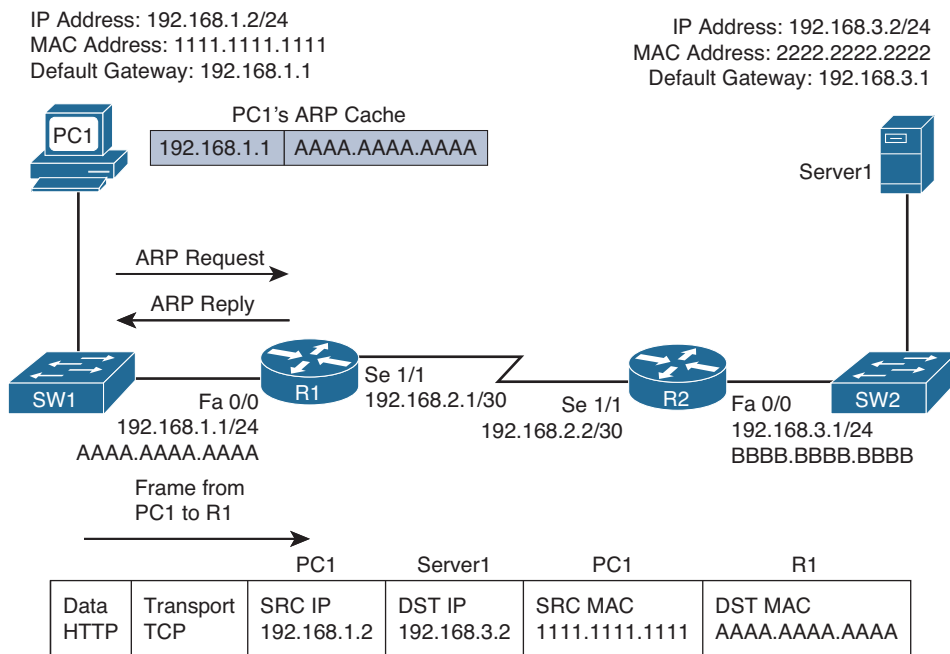 IP Address: 192.168.1.2/24
MAC Address: 1111.1111.1111
Default Gateway: 192.168.1.1
IP Address: 192.168.3.2/24
MAC Address: 2222.2222.2222
Default Gateway: 192.168.3.1
PC1
PC1's ARP Cache
192.168.1.1 AAAA.AAAA.AAAA
Server1
ARP Request
ARP Reply
SW1
Fa 0/0
192.168.1.1/24
AAAA.AAAA.AAAA
R1
Se 1/1
192.168.2.1/30
Se 1/1
192.168.2.2/30
R2
Fa 0/0
192.168.3.1/24
BBBB.BBBB.BBBB
SW2
Frame from
PC1 to R1
PC1 Server1 PC1 R1
Data Transport SRC IP DST IP SRC MAC DST MAC
HTTP TCP 192.168.1.2 192.168.3.2 1111.1111.1111 AAAA.AAAA.AAAA